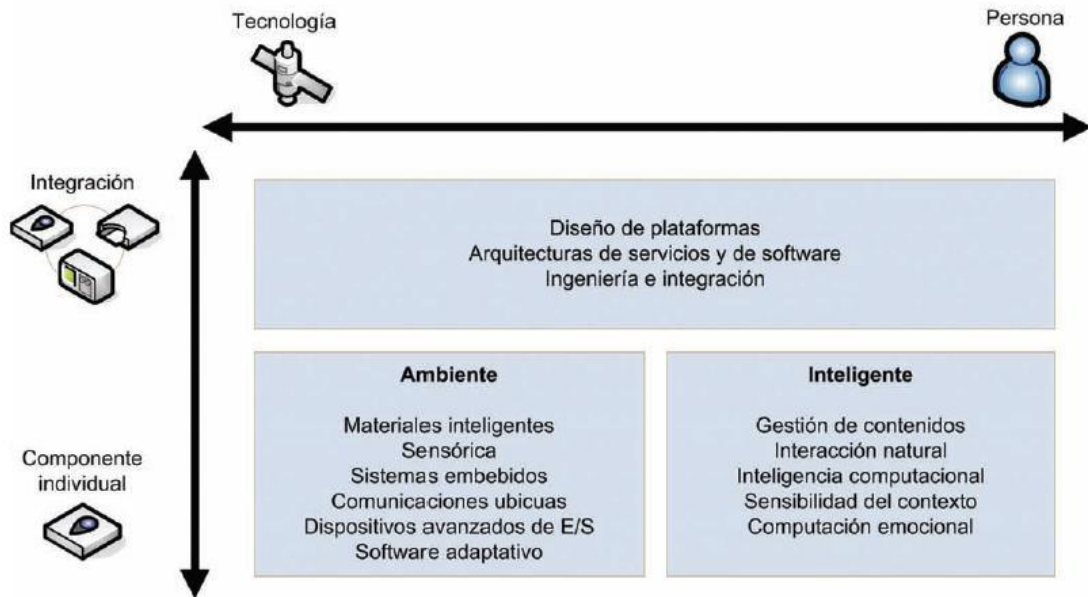 Tecnología
Persona
Integración
Diseño de plataformas
Arquitecturas de servicios y de software
Ingeniería e integración
Componente
individual
Ambiente
Materiales inteligentes
Sensórica
Sistemas embebidos
Comunicaciones ubicuas
Dispositivos avanzados de E/S
Software adaptativo
Inteligente
Gestión de contenidos
Interacción natural
Inteligencia computacional
Sensibilidad del contexto
Computación emocional